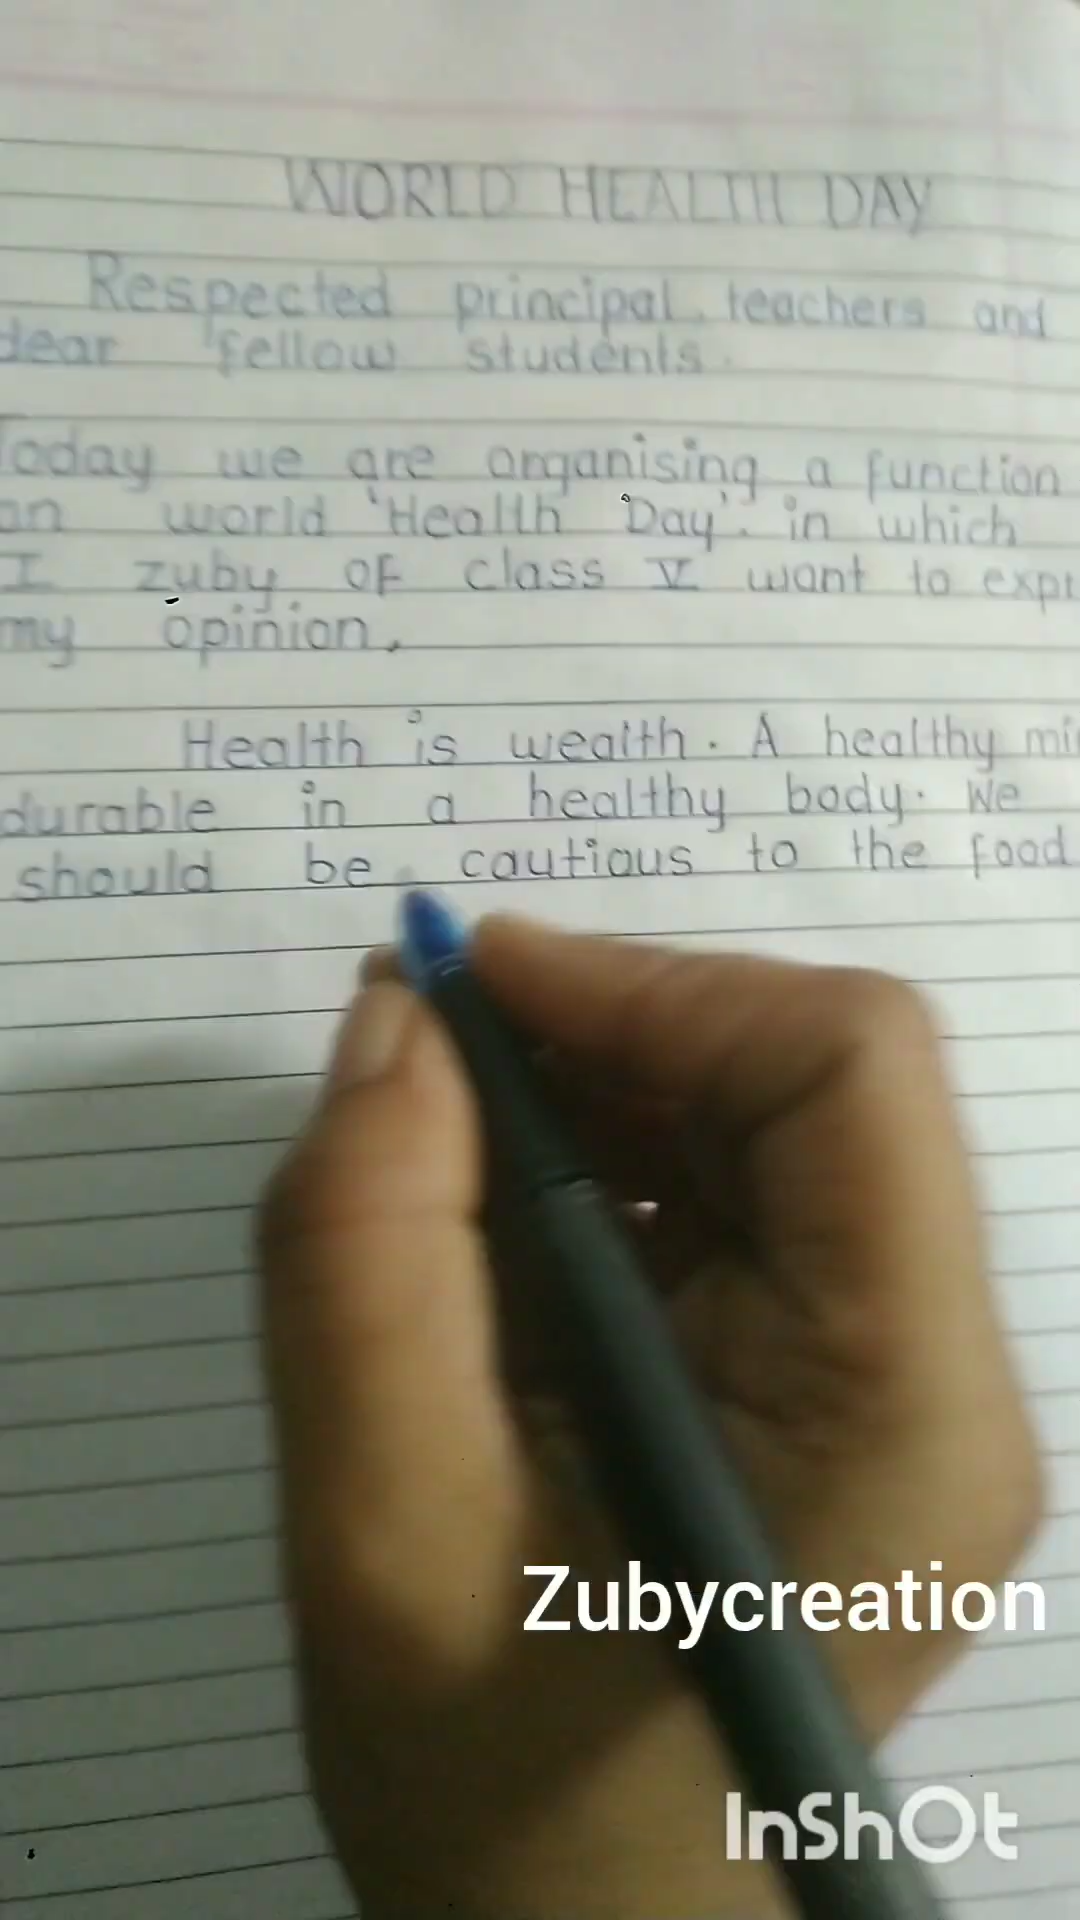 WORLD HEALTH DAY
Respected principal, teachers and
dear fellow students.
Today we are organising a function
on world 'Health Day'. in which
I zuby of class V want to expr
my opinion.
Health is wealth. A healthy mi
durable in a healthy body. We
should be cautious to the food
Zubycreation
InShOt